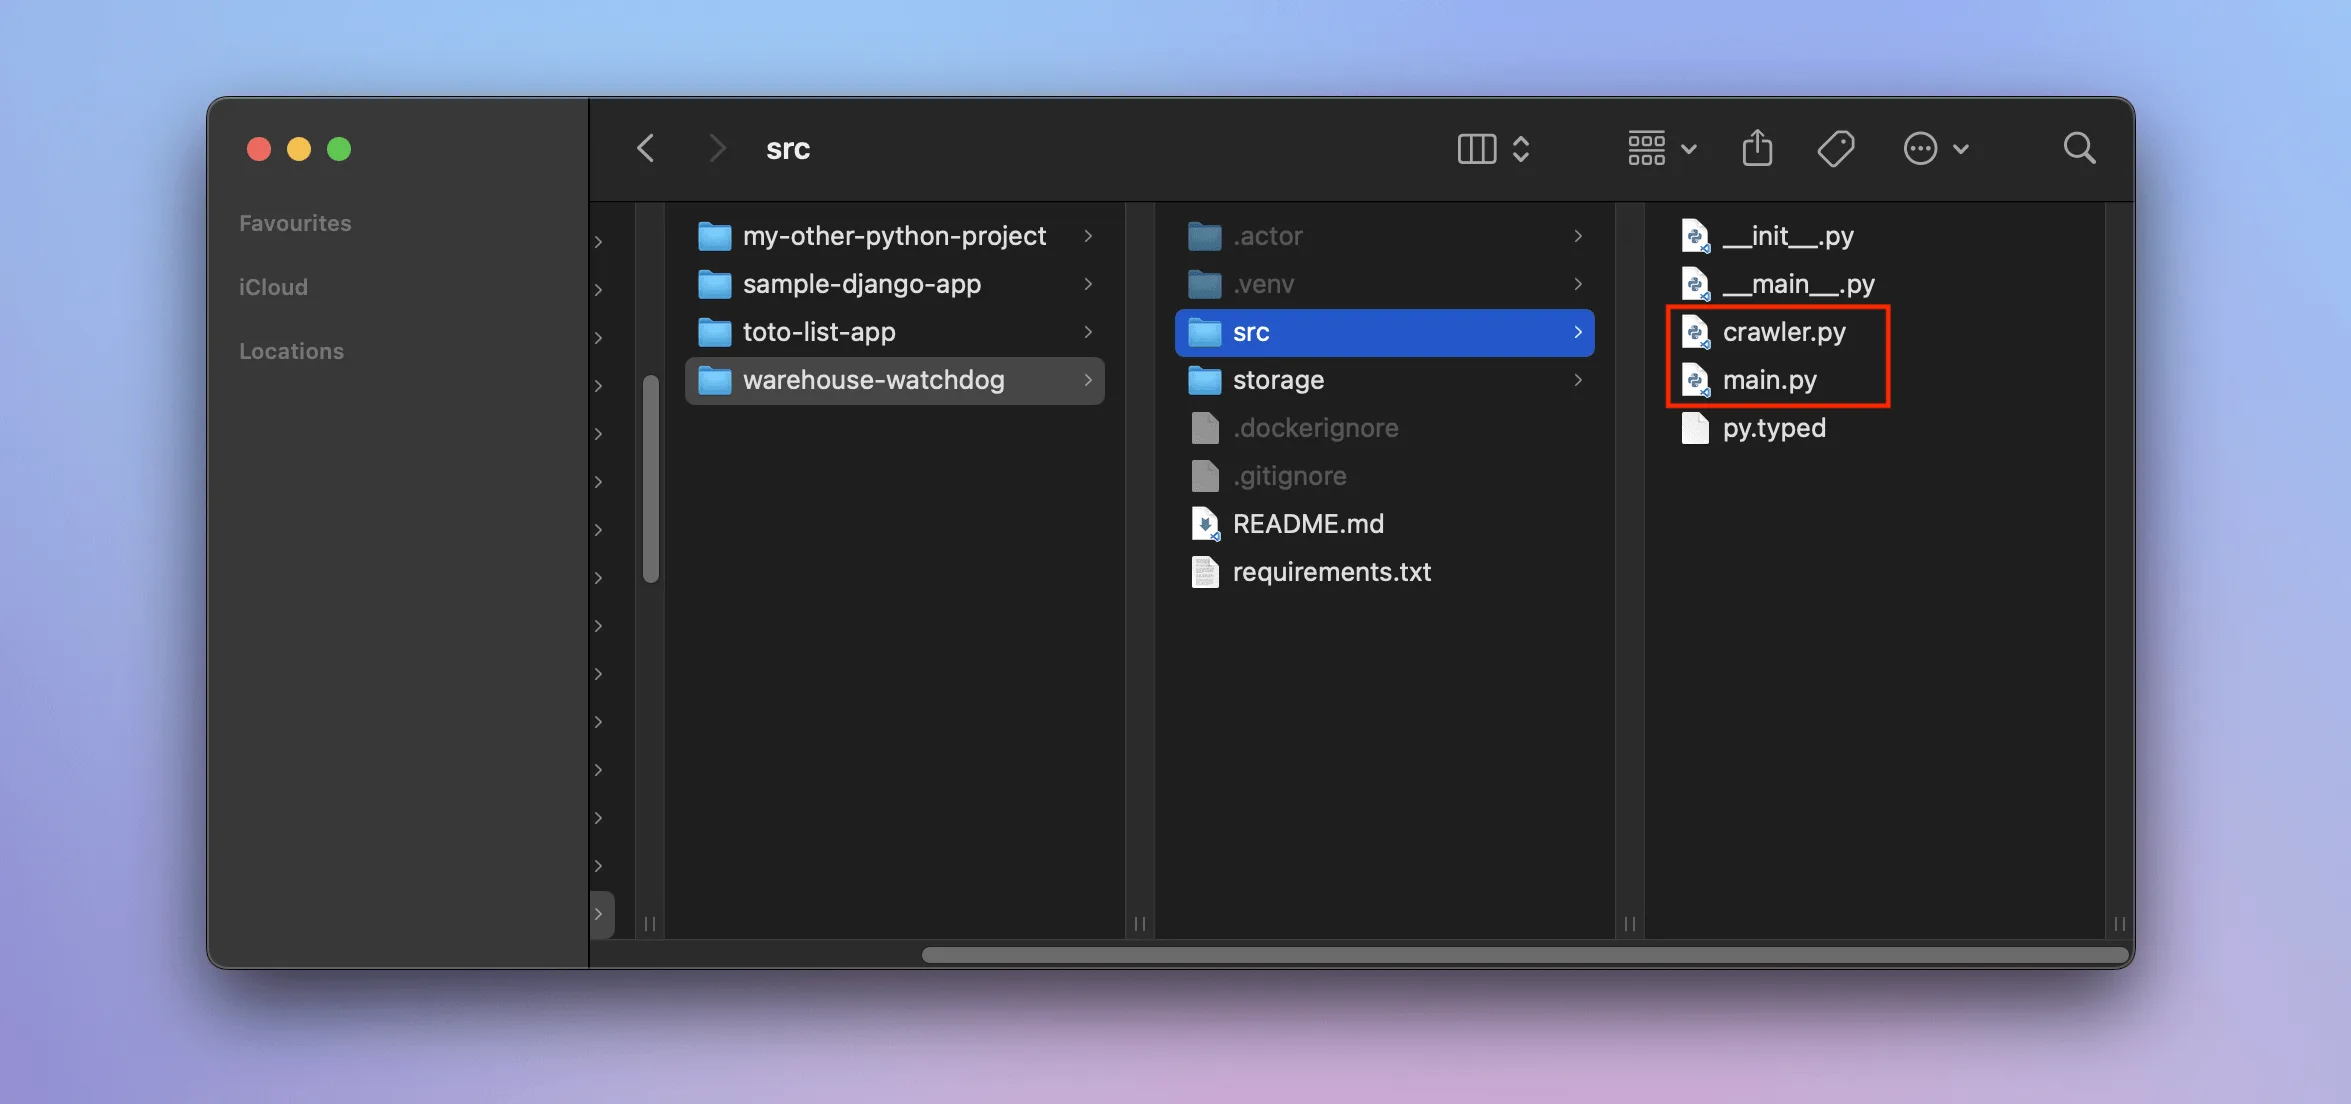 src
Favourites
iCloud
Locations
my-other-python-project
sample-django-app
toto-list-app
warehouse-watchdog
.actor
.venv
src
storage
.dockerignore
.gitignore
README.md
requirements.txt
__init__.py
__main__.py
crawler.py
main.py
py.typed